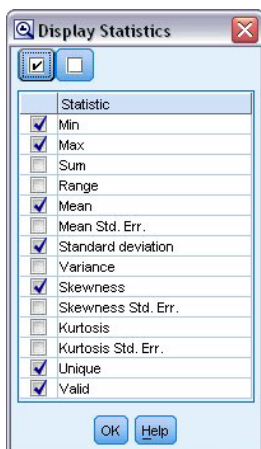 Display Statistics
Statistic
Min
Max
Sum
Range
Mean
Mean Std. Err.
Standard deviation
Variance
Skewness
Skewness Std. Err.
Kurtosis
Kurtosis Std. Err.
Unique
Valid
OK Help